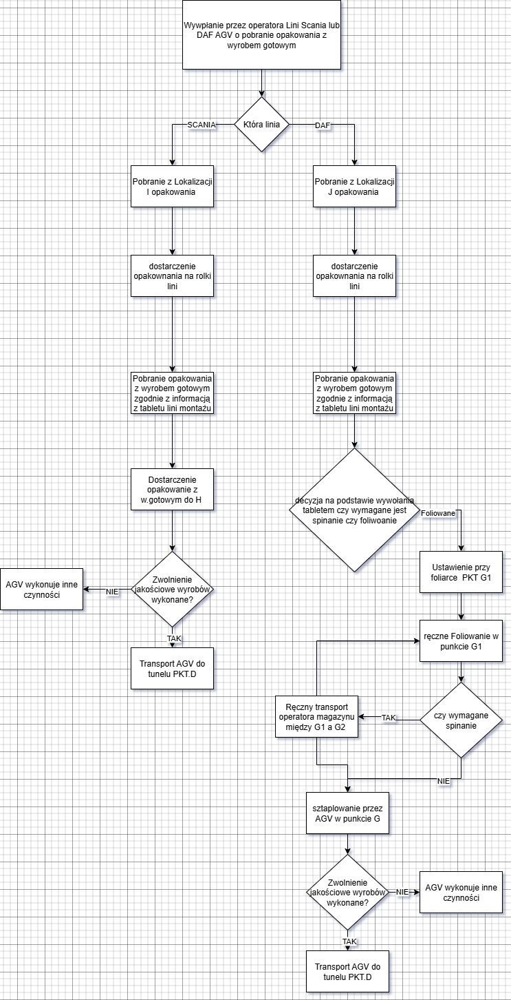 Wywpłanie przez operatora Lini Scania lub
DAF AGV o pobranie opakowania z
wyrobem gotowym
Która linia
SCANIA
DAF
Pobranie z Lokalizacji
I opakowania
Pobranie z Lokalizacji
J opakowania
dostarczenie
opakownania na rolki
lini
dostarczenie
opakownania na rolki
lini
Pobranie opakowania
z wyrobem gotowym
zgodnie z informacją
z tabletu lini montażu
Pobranie opakowania
z wyrobem gotowym
zgodnie z informacją
z tabletu lini montażu
Dostarczenie
opakowanie z
w.gotowym do H
decyzja na podstawie wywołania
tabletem czy wymagane jest
spinanie czy foliwoanie
Foliowane
Ustawienie przy
foliarce PKT G1
Zwolnienie
jakościowe wyrobów
wykonane?
NIE
AGV wykonuje inne
czynności
TAK
Transport AGV do
tunelu PKT.D
ręczne Foliowanie w
punkcie G1
czy wymagane
spinanie
TAK
Ręczny transport
operatora magazynu
między G1 a G2
NIE
sztaplowanie przez
AGV w punkcie G
Zwolnienie
jakościowe wyrobów
wykonane?
NIE
AGV wykonuje inne
czynności
TAK
Transport AGV do
tunelu PKT.D